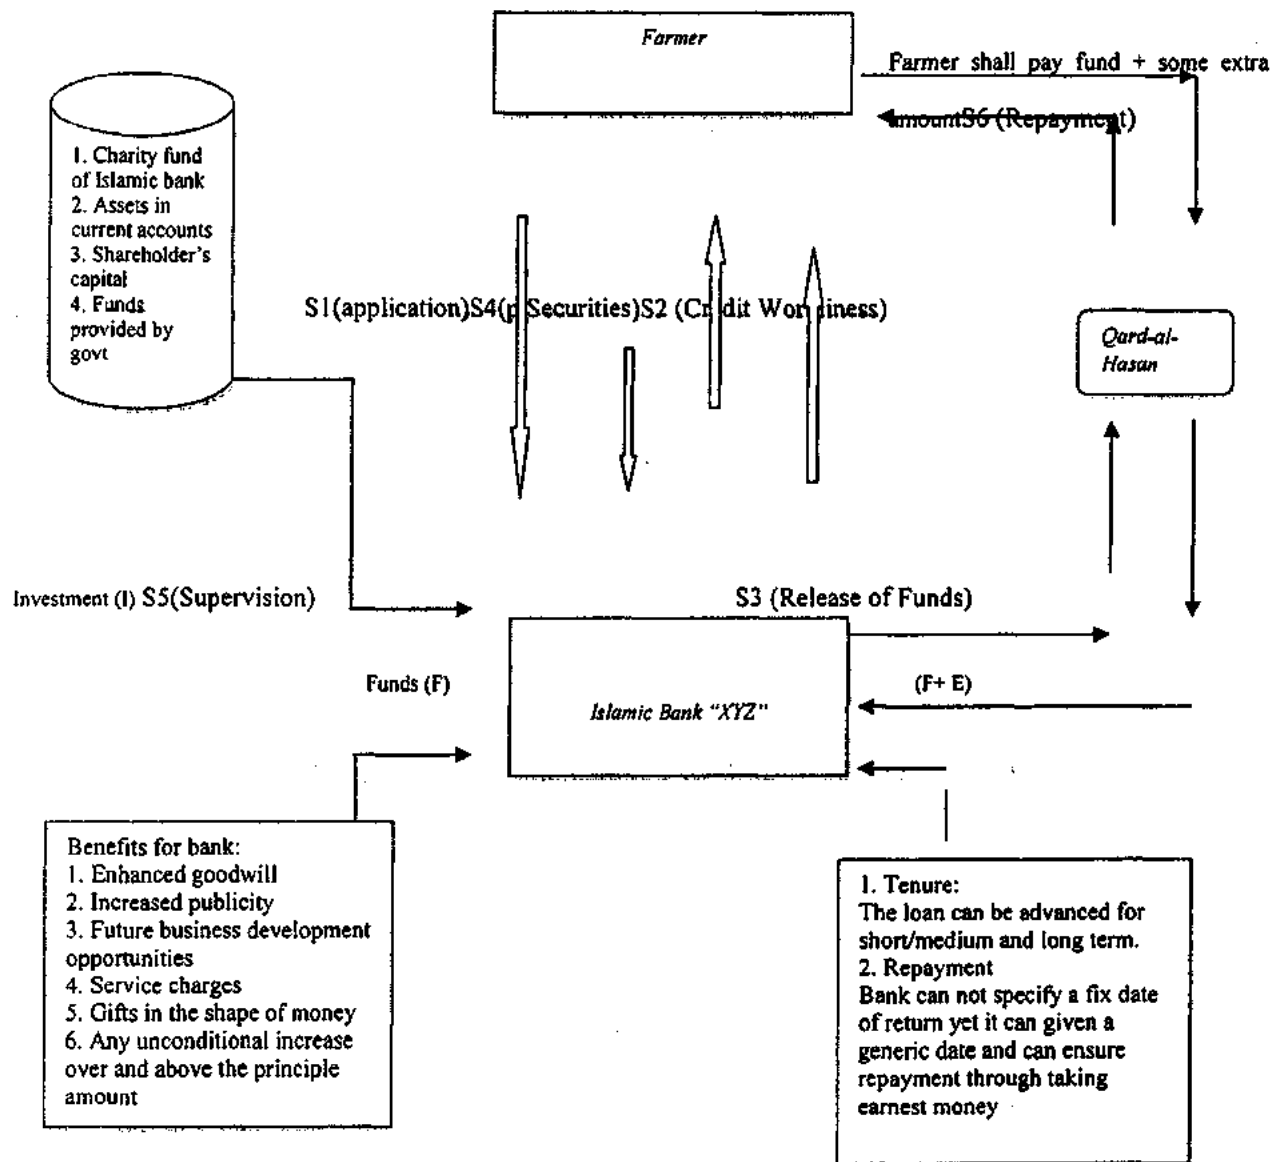 Farmer
Farmer shall pay fund + some extra
amountS6 (Repayment)
1. Charity fund
of Islamic bank
2. Assets in
current accounts
3. Shareholder's
capital
4. Funds
provided by
govt
S1(application)S4(p Securities)S2 (Credit Worthiness)
Qard-al-
Hasan
Investment (I) S5(Supervision)
S3 (Release of Funds)
Funds (F)
(F+ E)
Islamic Bank "XYZ"
Benefits for bank:
1. Enhanced goodwill
2. Increased publicity
3. Future business development
opportunities
4. Service charges
5. Gifts in the shape of money
6. Any unconditional increase
over and above the principle
amount
1. Tenure:
The loan can be advanced for
short/medium and long term.
2. Repayment
Bank can not specify a fix date
of return yet it can given a
generic date and can ensure
repayment through taking
earnest money